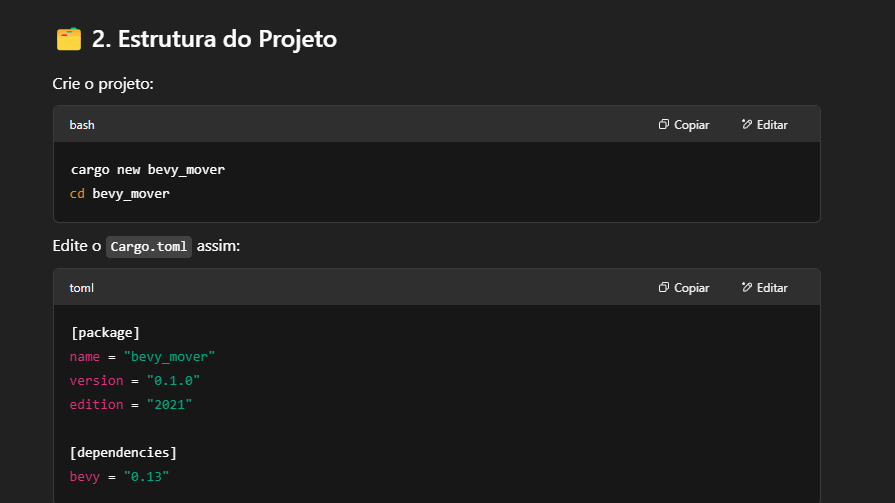 2. Estrutura do Projeto
Crie o projeto:
bash Copiar Editar
cargo new bevy_mover
cd bevy_mover
Edite o Cargo.toml assim:
toml Copiar Editar
[package]
name = "bevy_mover"
version = "0.1.0"
edition = "2021"
[dependencies]
bevy = "0.13"